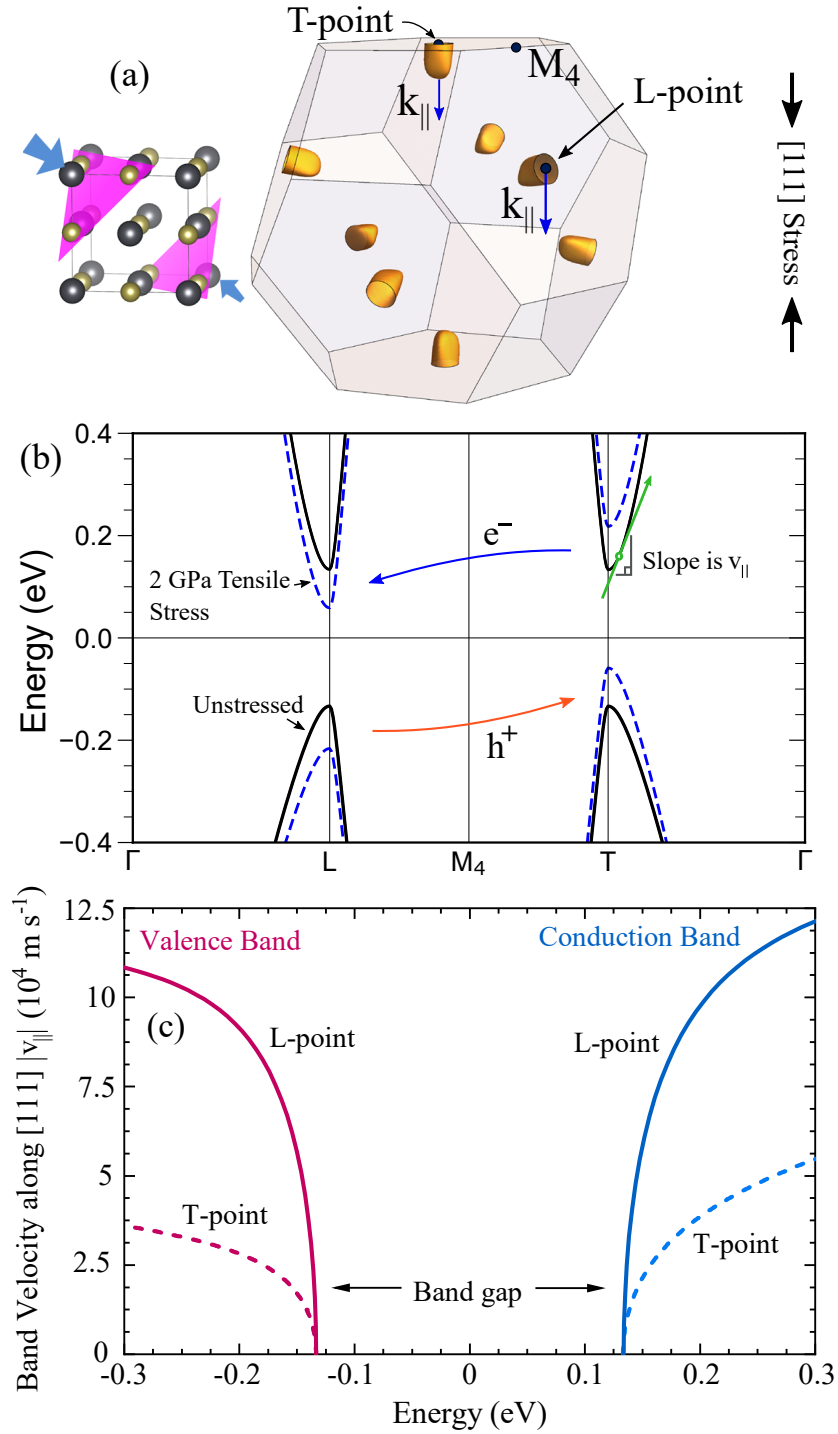 T-point
(a)
M₄
L-point
k||
k||
[111] Stress
(b)
Energy (eV)
0.4
0.2
0.0
−0.2
−0.4
e⁻
2 GPa Tensile
Stress
Slope is v||
Unstressed
h⁺
Γ
L
M₄
T
Γ
Band Velocity along [111] |v||| (10⁴ m s⁻¹)
12.5
10
7.5
5
2.5
0
Valence Band
Conduction Band
(c)
L-point
L-point
T-point
T-point
Band gap
-0.3
-0.2
-0.1
0
0.1
0.2
0.3
Energy (eV)